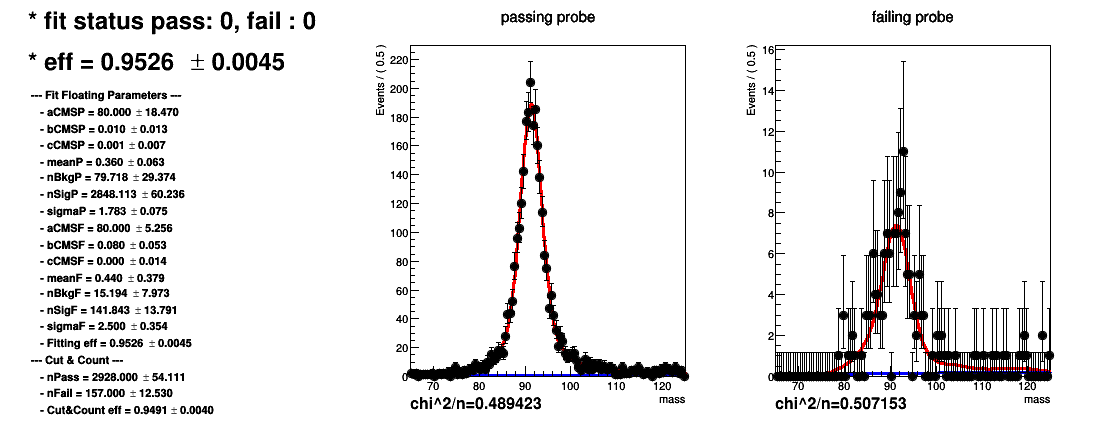 * fit status pass: 0, fail : 0
* eff = 0.9526 ± 0.0045
--- Fit Floating Parameters ---
- aCMSP = 80.000 ± 18.470
- bCMSP = 0.010 ± 0.013
- cCMSP = 0.001 ± 0.007
- meanP = 0.360 ± 0.063
- nBkgP = 79.718 ± 29.374
- nSigP = 2848.113 ± 60.236
- sigmaP = 1.783 ± 0.075
- aCMSF = 80.000 ± 5.256
- bCMSF = 0.080 ± 0.053
- cCMSF = 0.000 ± 0.014
- meanF = 0.440 ± 0.379
- nBkgF = 15.194 ± 7.973
- nSigF = 141.843 ± 13.791
- sigmaF = 2.500 ± 0.354
- Fitting eff = 0.9526 ± 0.0045
--- Cut & Count ---
- nPass = 2928.000 ± 54.111
- nFail = 157.000 ± 12.530
- Cut&Count eff = 0.9491 ± 0.0040
passing probe
Events / ( 0.5 )
220
200
180
160
140
120
100
80
60
40
20
0
70 80 90 100 110 120
mass
chi^2/n=0.489423
failing probe
Events / ( 0.5 )
16
14
12
10
8
6
4
2
0
70 80 90 100 110 120
mass
chi^2/n=0.507153